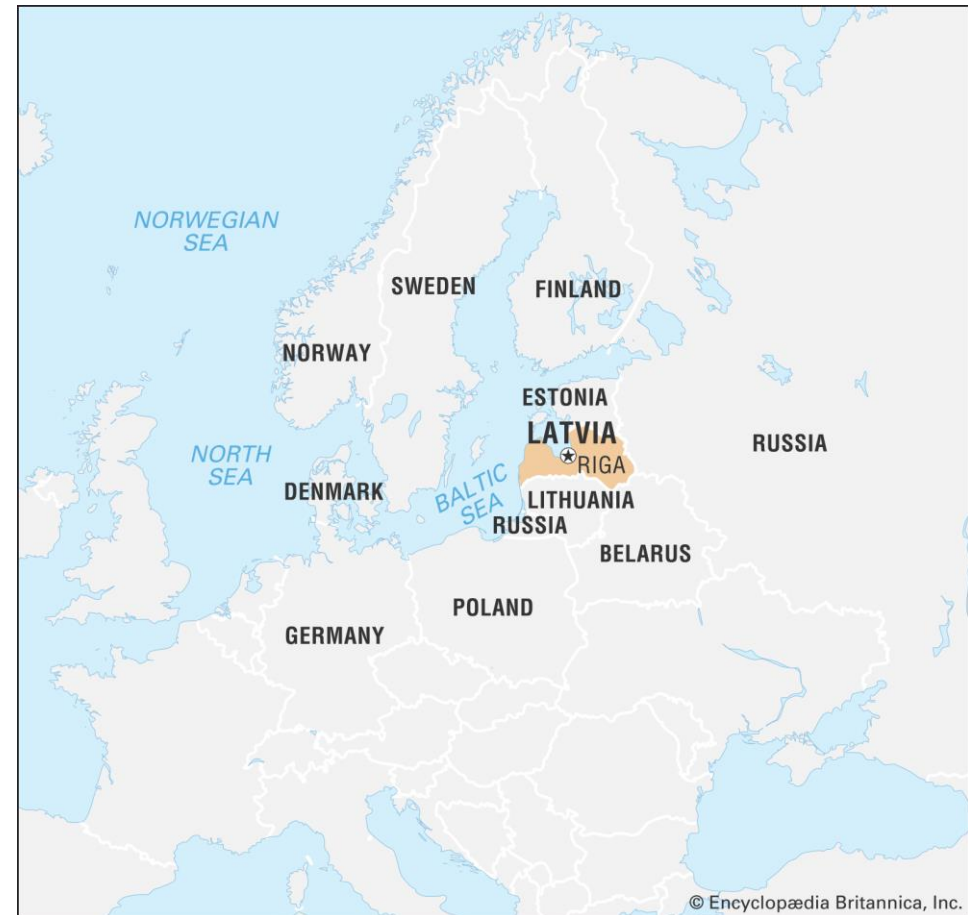 NORWEGIAN
SEA
SWEDEN
FINLAND
NORWAY
ESTONIA
LATVIA
RIGA
RUSSIA
NORTH
SEA
DENMARK
BALTIC
SEA
LITHUANIA
RUSSIA
BELARUS
POLAND
GERMANY
© Encyclopædia Britannica, Inc.